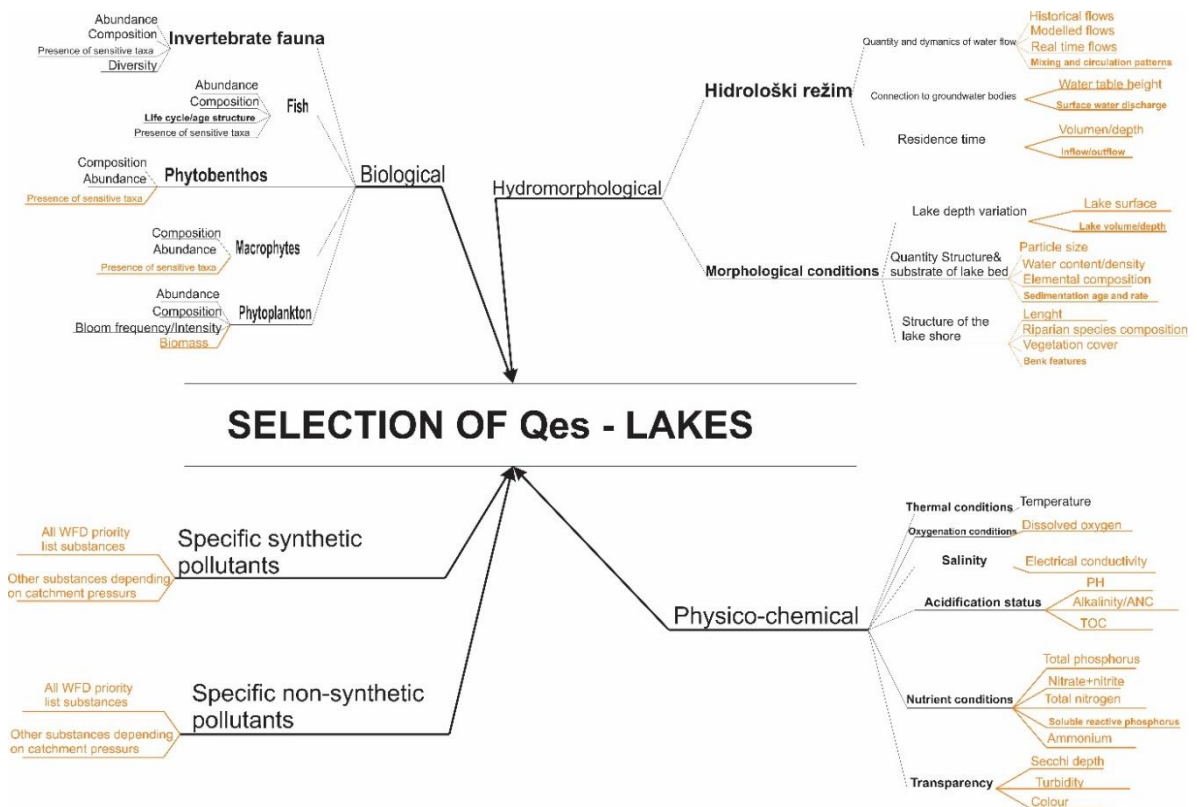 Abundance
Composition
Presence of sensitive taxa
Diversity
Invertebrate fauna
Abundance
Composition
Life cycle/age structure
Presence of sensitive taxa
Fish
Composition
Abundance
Presence of sensitive taxa
Phytobenthos
Biological
Composition
Abundance
Presence of sensitive taxa
Macrophytes
Abundance
Composition
Bloom frequency/Intensity
Biomass
Phytoplankton
Hydromorphological
Hidrološki režim
Quantity and dymanics of water flow
Historical flows
Modelled flows
Real time flows
Mixing and circulation patterns
Connection to groundwater bodies
Water table height
Surface water discharge
Residence time
Volumen/depth
Inflow/outflow
Morphological conditions
Lake depth variation
Lake surface
Lake volume/depth
Quantity Structure&
substrate of lake bed
Particle size
Water content/density
Elemental composition
Sedimentation age and rate
Structure of the
lake shore
Lenght
Riparian species composition
Vegetation cover
Benk features
SELECTION OF Qes - LAKES
All WFD priority
list substances
Other substances depending
on catchment pressurs
Specific synthetic
pollutants
All WFD priority
list substances
Other substances depending
on catchment pressurs
Specific non-synthetic
pollutants
Physico-chemical
Thermal conditions
Temperature
Oxygenation conditions
Dissolved oxygen
Salinity
Electrical conductivity
Acidification status
PH
Alkalinity/ANC
TOC
Nutrient conditions
Total phosphorus
Nitrate+nitrite
Total nitrogen
Soluble reactive phosphorus
Ammonium
Transparency
Secchi depth
Turbidity
Colour